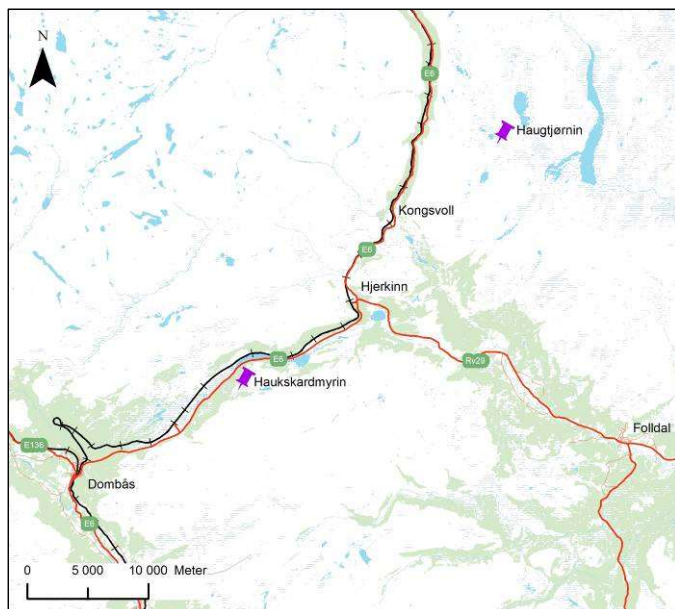 N
E6
Haugtjørnin
Kongsvoll
E6
Hjerkinn
E6
Rv29
Haukskardmyrin
Folldal
E136
Dombås
E6
0 5 000 10 000 Meter